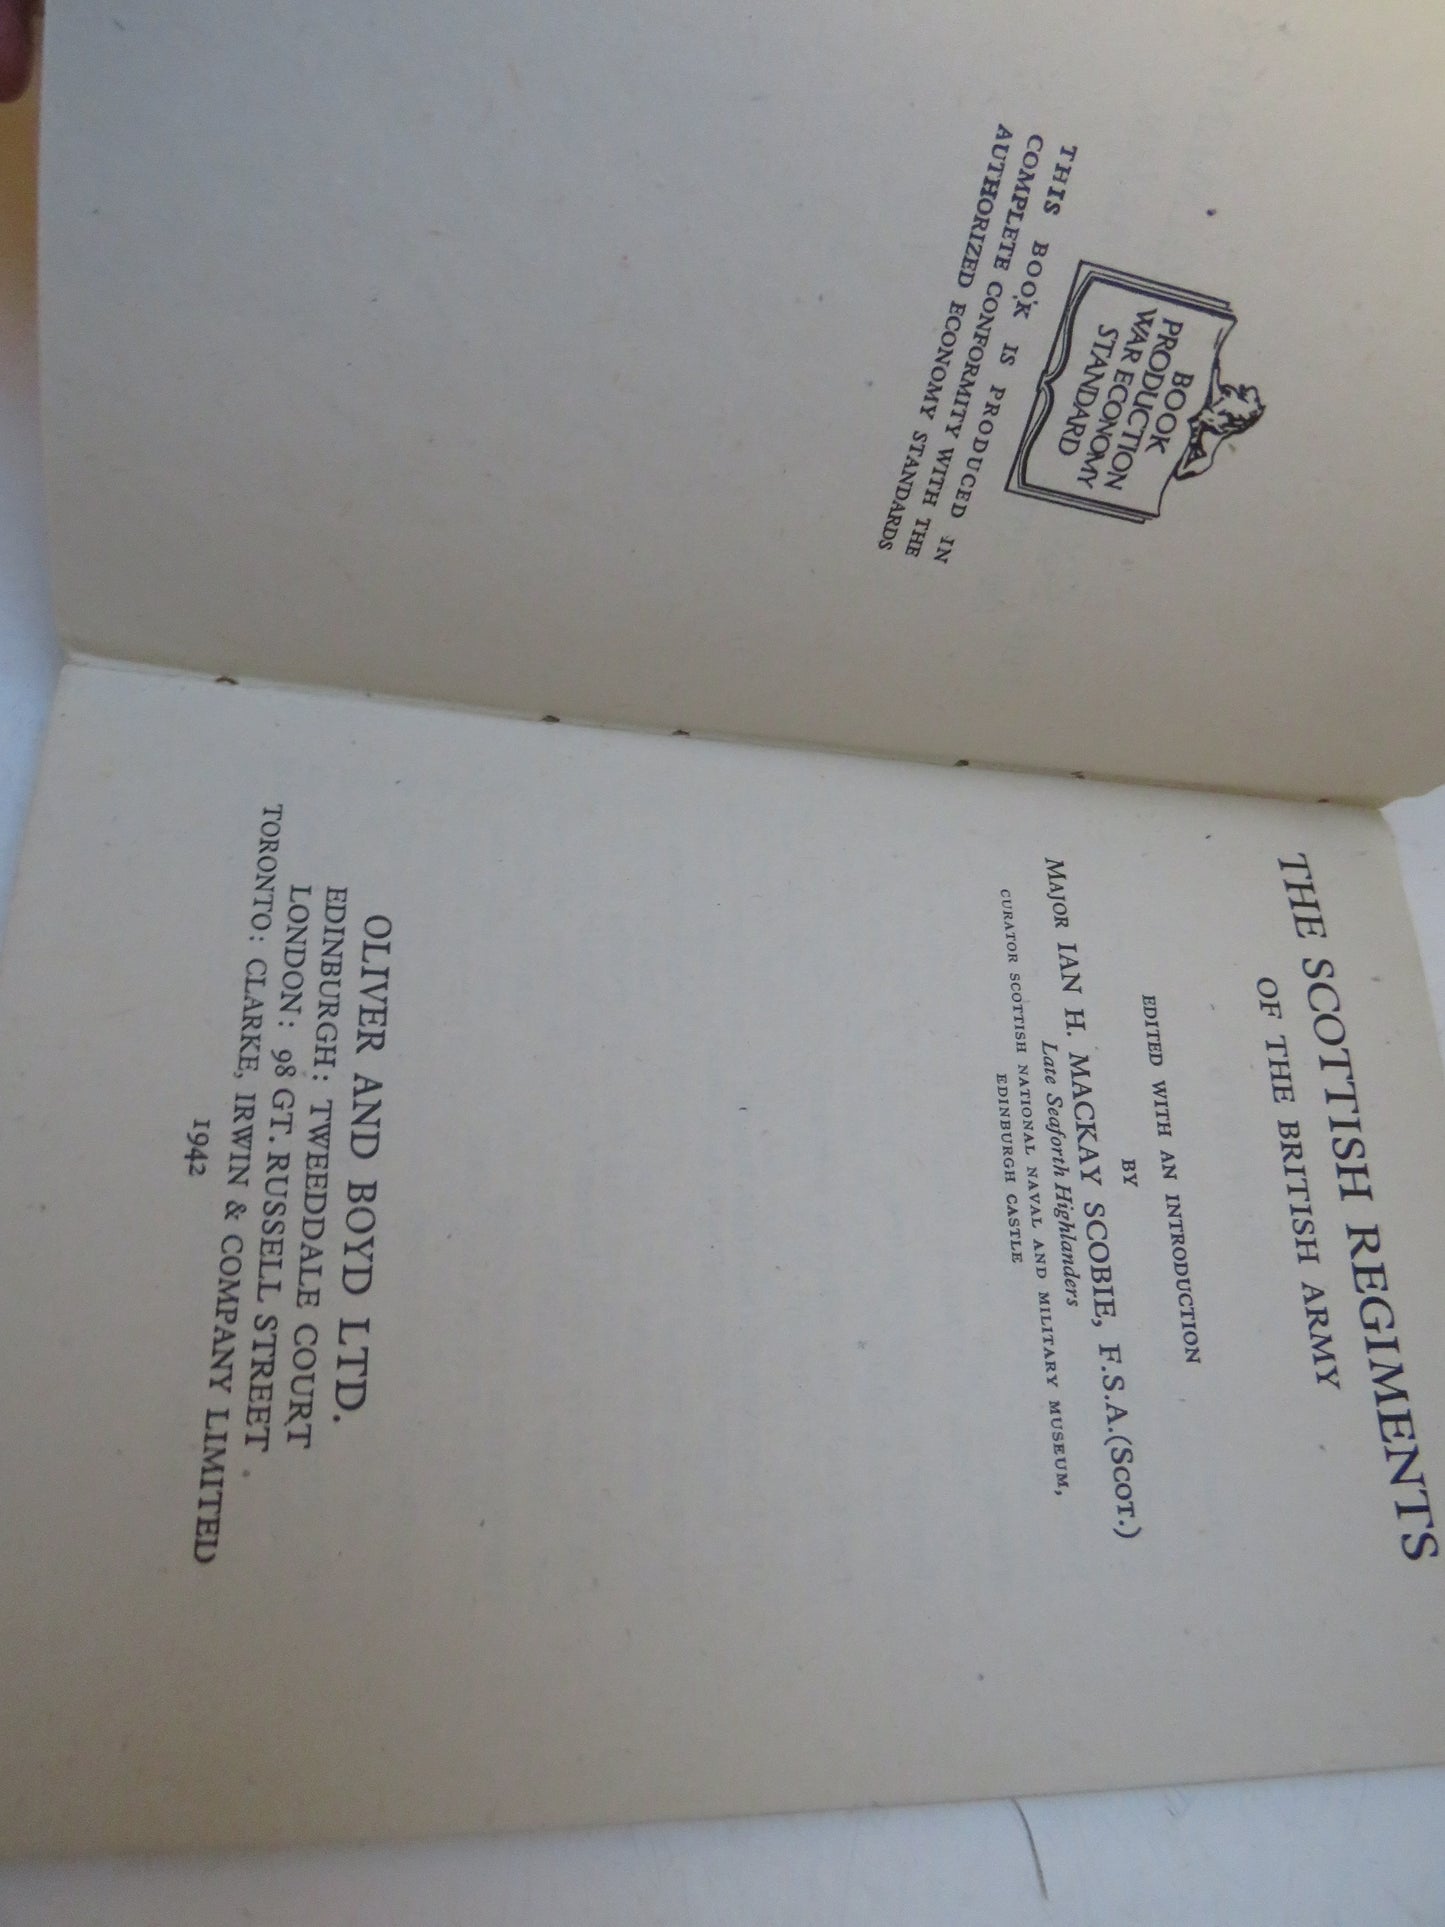 BOOK
PRODUCTION
WAR ECONOMY
STANDARD
THIS BOOK IS PRODUCED IN
COMPLETE CONFORMITY WITH THE
AUTHORIZED ECONOMY STANDARDS
THE SCOTTISH REGIMENTS
OF THE BRITISH ARMY
EDITED WITH AN INTRODUCTION
BY
MAJOR IAN H. MACKAY SCOBIE, F.S.A.(SCOT.)
Late Seaforth Highlanders
CURATOR SCOTTISH NATIONAL NAVAL AND MILITARY MUSEUM,
EDINBURGH CASTLE
OLIVER AND BOYD LTD.
EDINBURGH: TWEEDDALE COURT
LONDON: 98 GT. RUSSELL STREET
TORONTO: CLARKE, IRWIN & COMPANY LIMITED
1942